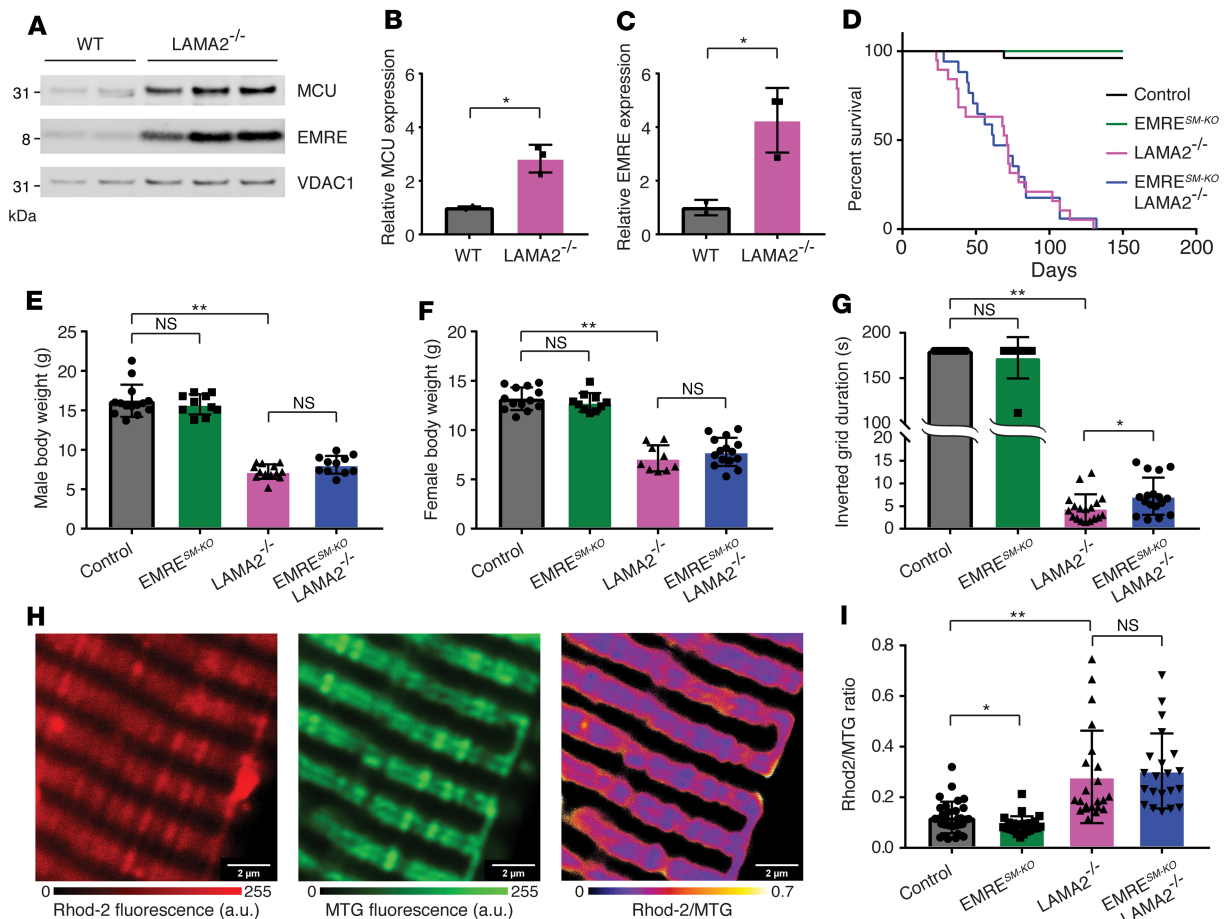 A
WT
LAMA2-/-
31
MCU
8
EMRE
31
VDAC1
kDa
B
*
6
4
2
0
Relative MCU expression
WT
LAMA2-/-
C
*
6
4
2
0
Relative EMRE expression
WT
LAMA2-/-
D
100
50
0
Percent survival
0
50
100
150
200
Days
Control
EMRESM-KO
LAMA2-/-
EMRESM-KO
LAMA2-/-
E
**
NS
NS
25
20
15
10
5
0
Male body weight (g)
Control
EMRESM-KO
LAMA2-/-
EMRESM-KO
LAMA2-/-
F
**
NS
NS
20
15
10
5
0
Female body weight (g)
Control
EMRESM-KO
LAMA2-/-
EMRESM-KO
LAMA2-/-
G
**
NS
*
200
150
100
20
15
10
5
0
Inverted grid duration (s)
Control
EMRESM-KO
LAMA2-/-
EMRESM-KO
LAMA2-/-
H
2 µm
0
255
Rhod-2 fluorescence (a.u.)
2 µm
0
255
MTG fluorescence (a.u.)
2 µm
0
0.7
Rhod-2/MTG
I
**
NS
*
0.8
0.6
0.4
0.2
0
Rhod2/MTG ratio
Control
EMRESM-KO
LAMA2-/-
EMRESM-KO
AMA2-/-